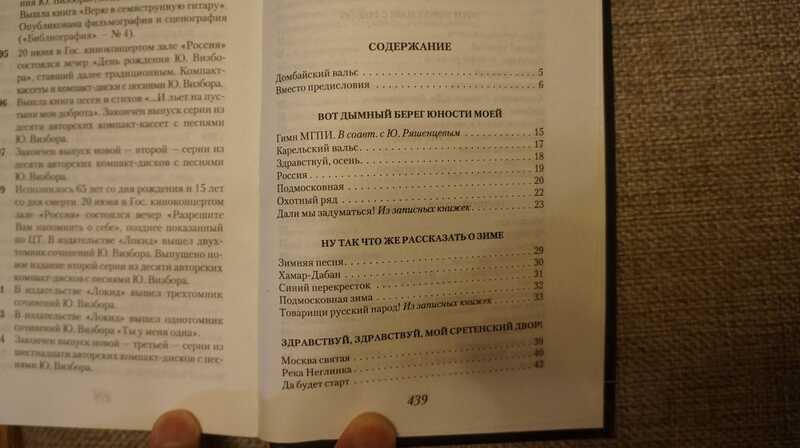 ния Ю. Визбо
Вышла книга «Верю в семиструнную гитару».
Опубликована фильмография и сценография
(«Библиография». – № 4).
95 20 июня в Гос. киноконцертом зале «Россия»
состоялся вечер «День рождения Ю. Визбо-
ра», ставший далее традиционным. Компакт-
кассеты и компакт-диски с песнями Ю. Визбора.
96 Вышла книга песен и стихов «...И льет на пус-
тыни моя доброта». Закончен выпуск серии из
десяти авторских компакт-кассет с песнями
Ю. Визбора.
97 Закончен выпуск новой – второй – серии из
десяти авторских компакт-дисков с песнями
Ю. Визбора.
9 Исполнилось 65 лет со дня рождения и 15 лет
со дня смерти. 20 июня в Гос. киноконцертом
зале «Россия» состоялся вечер «Разрешите
Вам напомнить о себе», позднее показанный
по ЦТ. В издательстве «Локид» вышел двух-
томник сочинений Ю. Визбора. Выпущено но-
вое издание второй серии из десяти авторских
компакт-дисков с песнями Ю. Визбора.
1 В издательстве «Локид» вышел трехтомник
сочинений Ю. Визбора.
3 В издательстве «Локид» вышел однотомник
сочинений Ю. Визбора «Ты у меня одна».
4 Закончен выпуск новой – третьей – серии из
шестнадцати авторских компакт-дисков с пес-
нями Ю. Визбора.
СОДЕРЖАНИЕ
Домбайский вальс 5
Вместо предисловия 6
ВОТ ДЫМНЫЙ БЕРЕГ ЮНОСТИ МОЕЙ
Гимн МГПИ. В соавт. с Ю. Ряшенцевым 15
Карельский вальс 17
Здравствуй, осень 18
Россия 19
Подмосковная 20
Охотный ряд 22
Дали мы задуматься! Из записных книжек 23
НУ ТАК ЧТО ЖЕ РАССКАЗАТЬ О ЗИМЕ
Зимняя песня 29
Хамар-Дабан 30
Синий перекресток 31
Подмосковная зима 32
Товарищи русский народ! Из записных книжек 33
ЗДРАВСТВУЙ, ЗДРАВСТВУЙ, МОЙ СРЕТЕНСКИЙ ДВОР!
Москва святая 39
Река Неглинка 40
Да будет старт 42
439